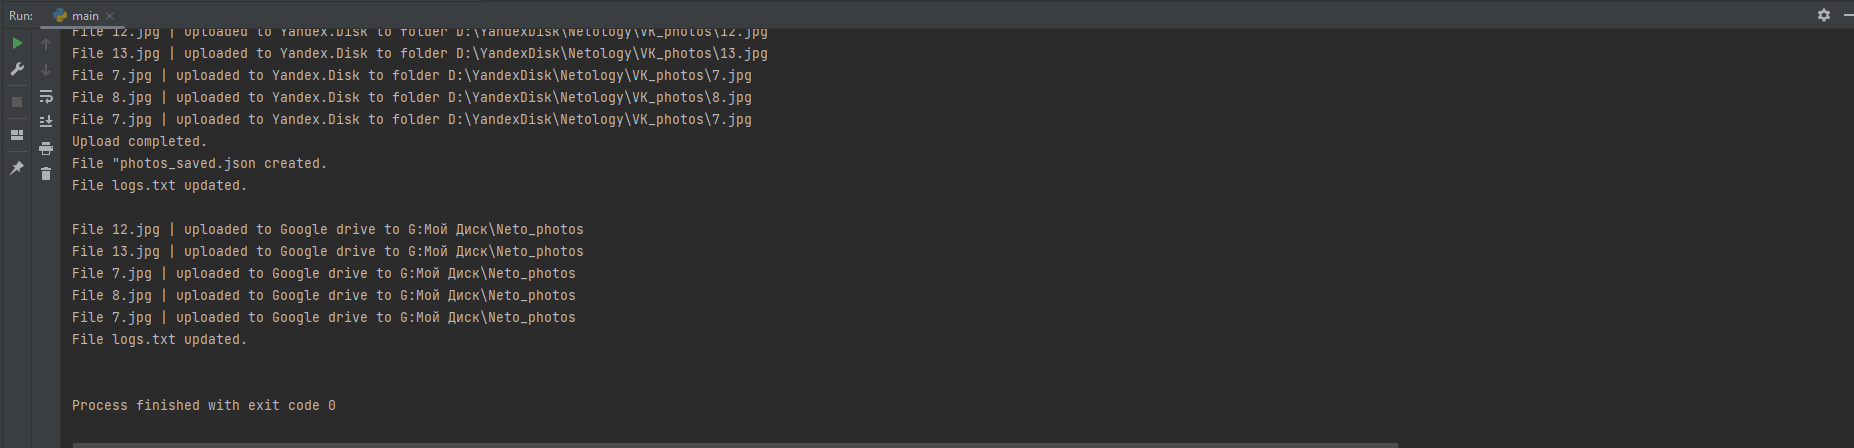 Run:
main
File 12.jpg | uploaded to Yandex.Disk to folder D:\YandexDisk\Netology\VK_photos\12.jpg
File 13.jpg | uploaded to Yandex.Disk to folder D:\YandexDisk\Netology\VK_photos\13.jpg
File 7.jpg | uploaded to Yandex.Disk to folder D:\YandexDisk\Netology\VK_photos\7.jpg
File 8.jpg | uploaded to Yandex.Disk to folder D:\YandexDisk\Netology\VK_photos\8.jpg
File 7.jpg | uploaded to Yandex.Disk to folder D:\YandexDisk\Netology\VK_photos\7.jpg
Upload completed.
File "photos_saved.json created.
File logs.txt updated.
File 12.jpg | uploaded to Google drive to G:Мой Диск\Neto_photos
File 13.jpg | uploaded to Google drive to G:Мой Диск\Neto_photos
File 7.jpg | uploaded to Google drive to G:Мой Диск\Neto_photos
File 8.jpg | uploaded to Google drive to G:Мой Диск\Neto_photos
File 7.jpg | uploaded to Google drive to G:Мой Диск\Neto_photos
File logs.txt updated.
Process finished with exit code 0